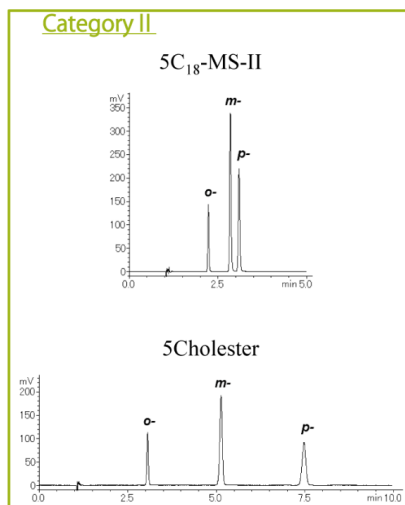 Category II
5C₁₈-MS-II
mV
350
300
250
200
150
100
50
0
m-
p-
o-
0.0 2.5 min 5.0
5Cholester
mV
200
150
100
50
0
o-
m-
p-
0.0 2.5 5.0 7.5 min 10.0